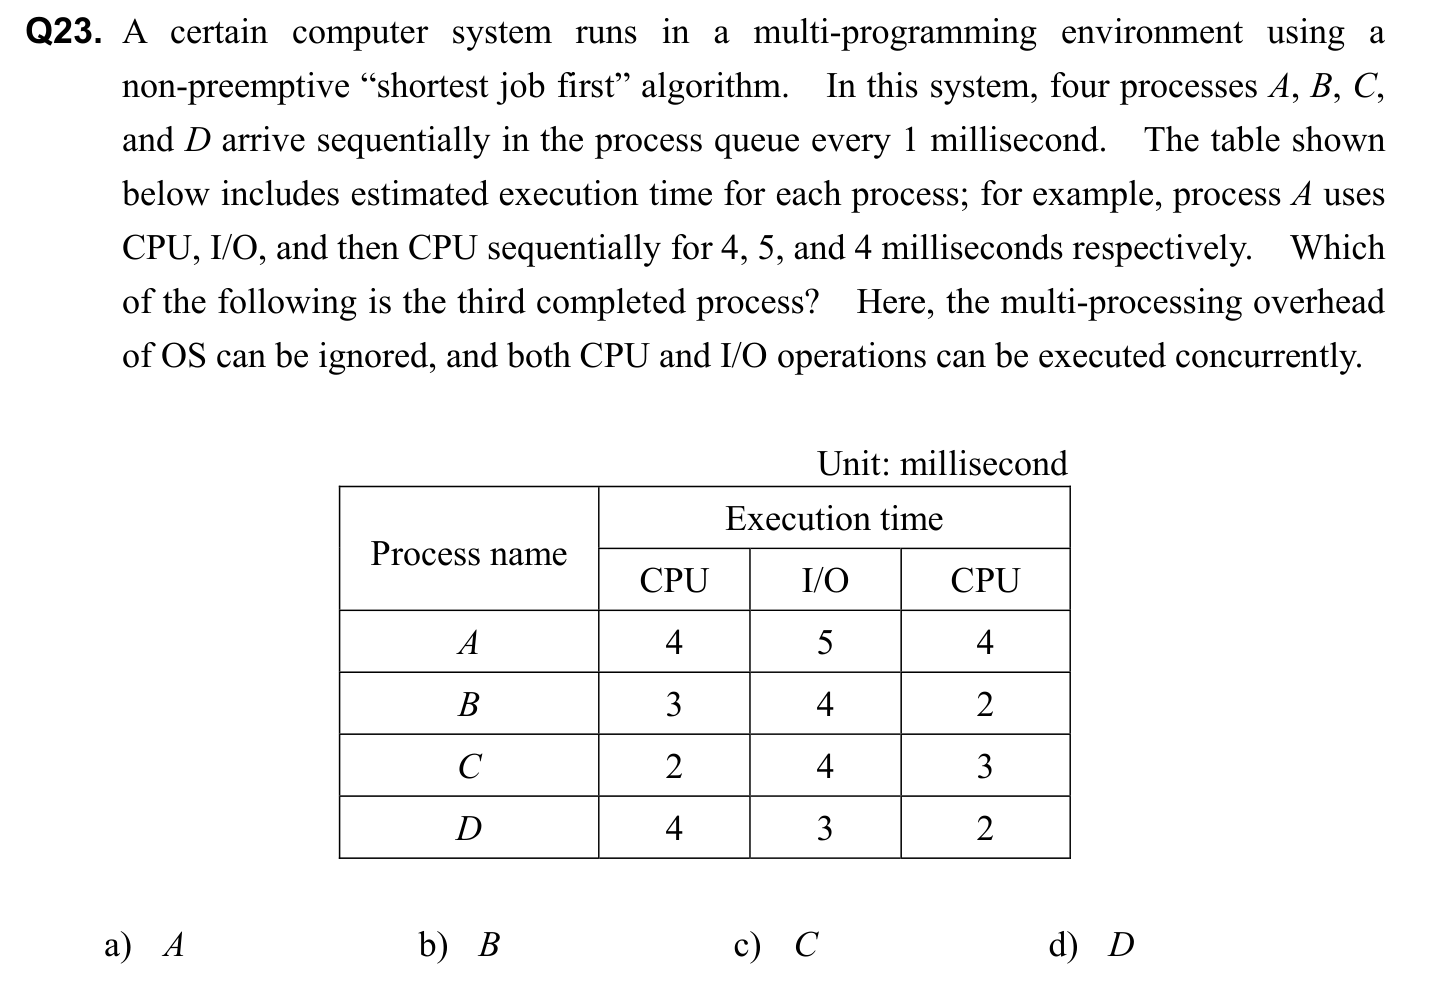 Q23. A certain computer system runs in a multi-programming environment using a
non-preemptive “shortest job first” algorithm. In this system, four processes A, B, C,
and D arrive sequentially in the process queue every 1 millisecond. The table shown
below includes estimated execution time for each process; for example, process A uses
CPU, I/O, and then CPU sequentially for 4, 5, and 4 milliseconds respectively. Which
of the following is the third completed process? Here, the multi-processing overhead
of OS can be ignored, and both CPU and I/O operations can be executed concurrently.
Unit: millisecond
Process name Execution time
CPU I/O CPU
A 4 5 4
B 3 4 2
C 2 4 3
D 4 3 2
a) A b) B c) C d) D